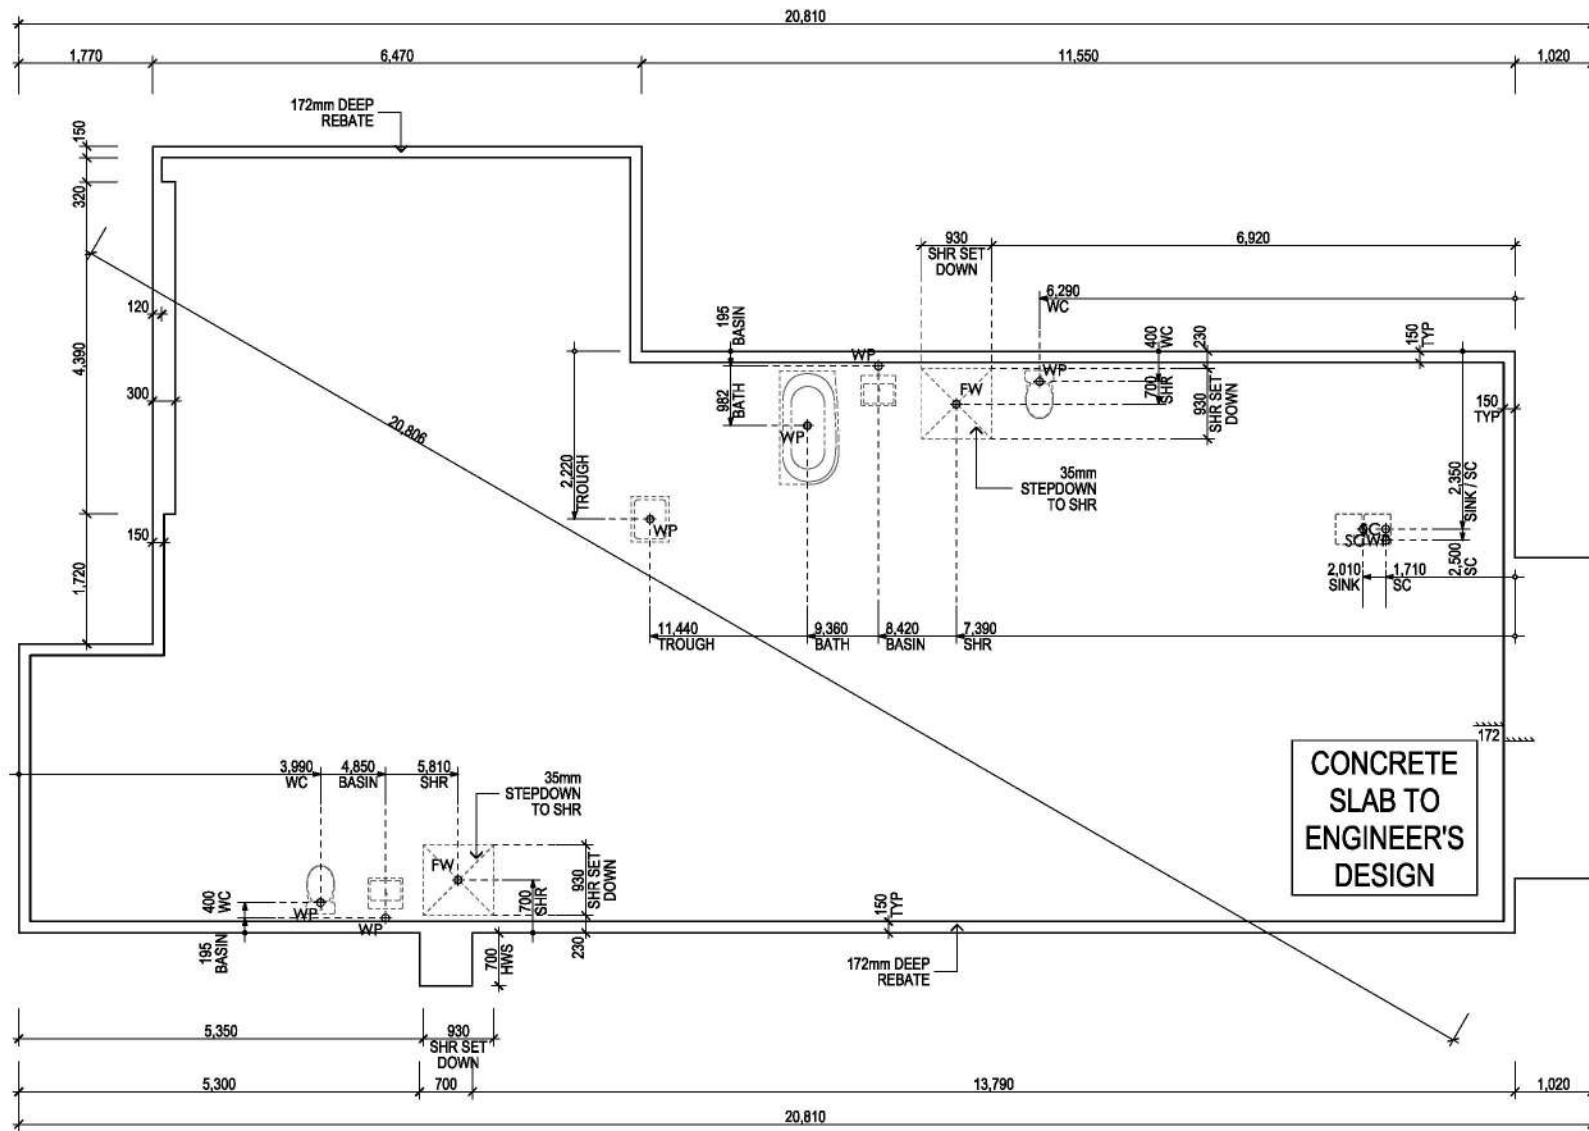 20,810
1,770
6,470
11,550
1,020
172mm DEEP
REBATE
150
320
4,390
1,720
120
300
150
20,806
930
SHR SET
DOWN
6,920
6,290
WC
195
BASIN
982
BATH
WP
WP
FW
WP
400
WC
700
SHR
230
930
SHR SET
DOWN
150
TYP
150
TYP
35mm
STEPDOWN
TO SHR
2,220
TROUGH
WP
2,350
SINK / SC
2,500
SC
SC
SC
WP
2,010
SINK
1,710
SC
11,440
TROUGH
9,360
BATH
8,420
BASIN
7,390
SHR
172
CONCRETE
SLAB TO
ENGINEER'S
DESIGN
3,990
WC
4,850
BASIN
5,810
SHR
35mm
STEPDOWN
TO SHR
FW
WP
WP
400
WC
195
BASIN
700
SHR
930
SHR SET
DOWN
230
700
HWS
150
TYP
172mm DEEP
REBATE
5,350
930
SHR SET
DOWN
5,300
700
13,790
1,020
20,810